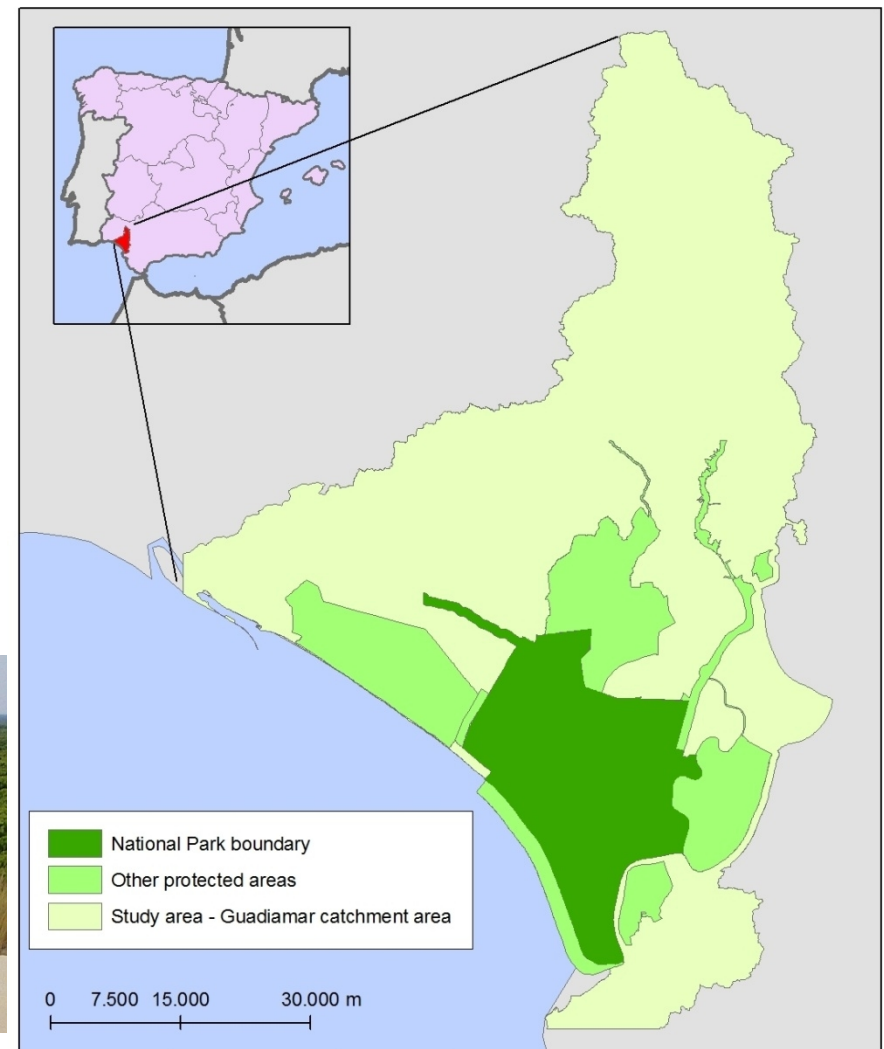 National Park boundary
Other protected areas
Study area - Guadiamar catchment area
0 7.500 15.000 30.000 m